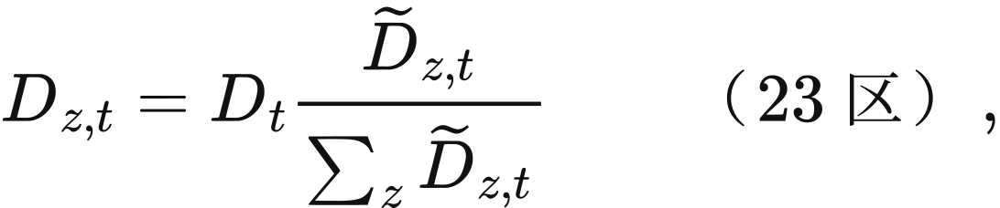 $D_{z,t} = D_t \frac{\widetilde{D}_{z,t}}{\sum_z \widetilde{D}_{z,t}}$ （23 区），